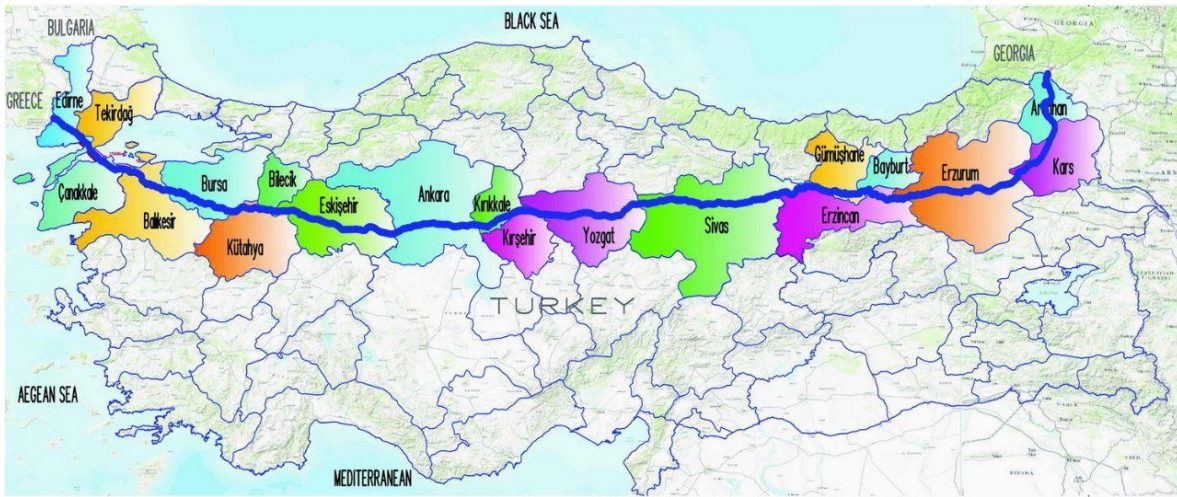 BLACK SEA
BULGARIA
GEORGIA
GEORGIA
GREECE
Edirne
Tekirdağ
Ardahan
Gümüşhane
Bayburt
Erzurum
Kars
Çanakkale
Balıkesir
Bursa
Bilecik
Kütahya
Eskişehir
Ankara
Kırıkkale
Kırşehir
Yozgat
Sivas
Erzincan
TURKEY
AEGEAN SEA
MEDITERRANEAN